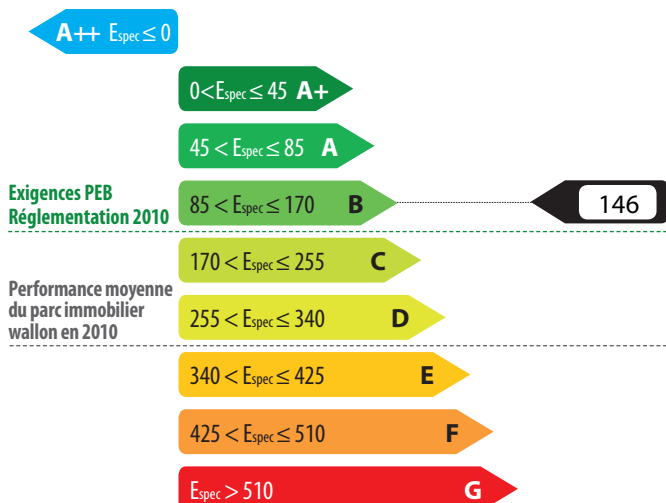 A++ Espec ≤ 0
0 < Espec ≤ 45 A+
45 < Espec ≤ 85 A
Exigences PEB
Réglementation 2010
85 < Espec ≤ 170 B
146
170 < Espec ≤ 255 C
Performance moyenne
du parc immobilier
wallon en 2010
255 < Espec ≤ 340 D
340 < Espec ≤ 425 E
425 < Espec ≤ 510 F
Espec > 510 G